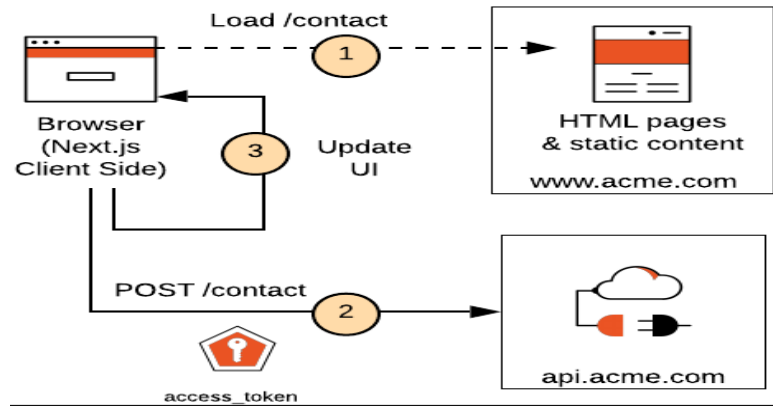 Load /contact
1
Browser
(Next.js
Client Side)
3
Update
UI
HTML pages
& static content
www.acme.com
POST /contact
2
access_token
api.acme.com